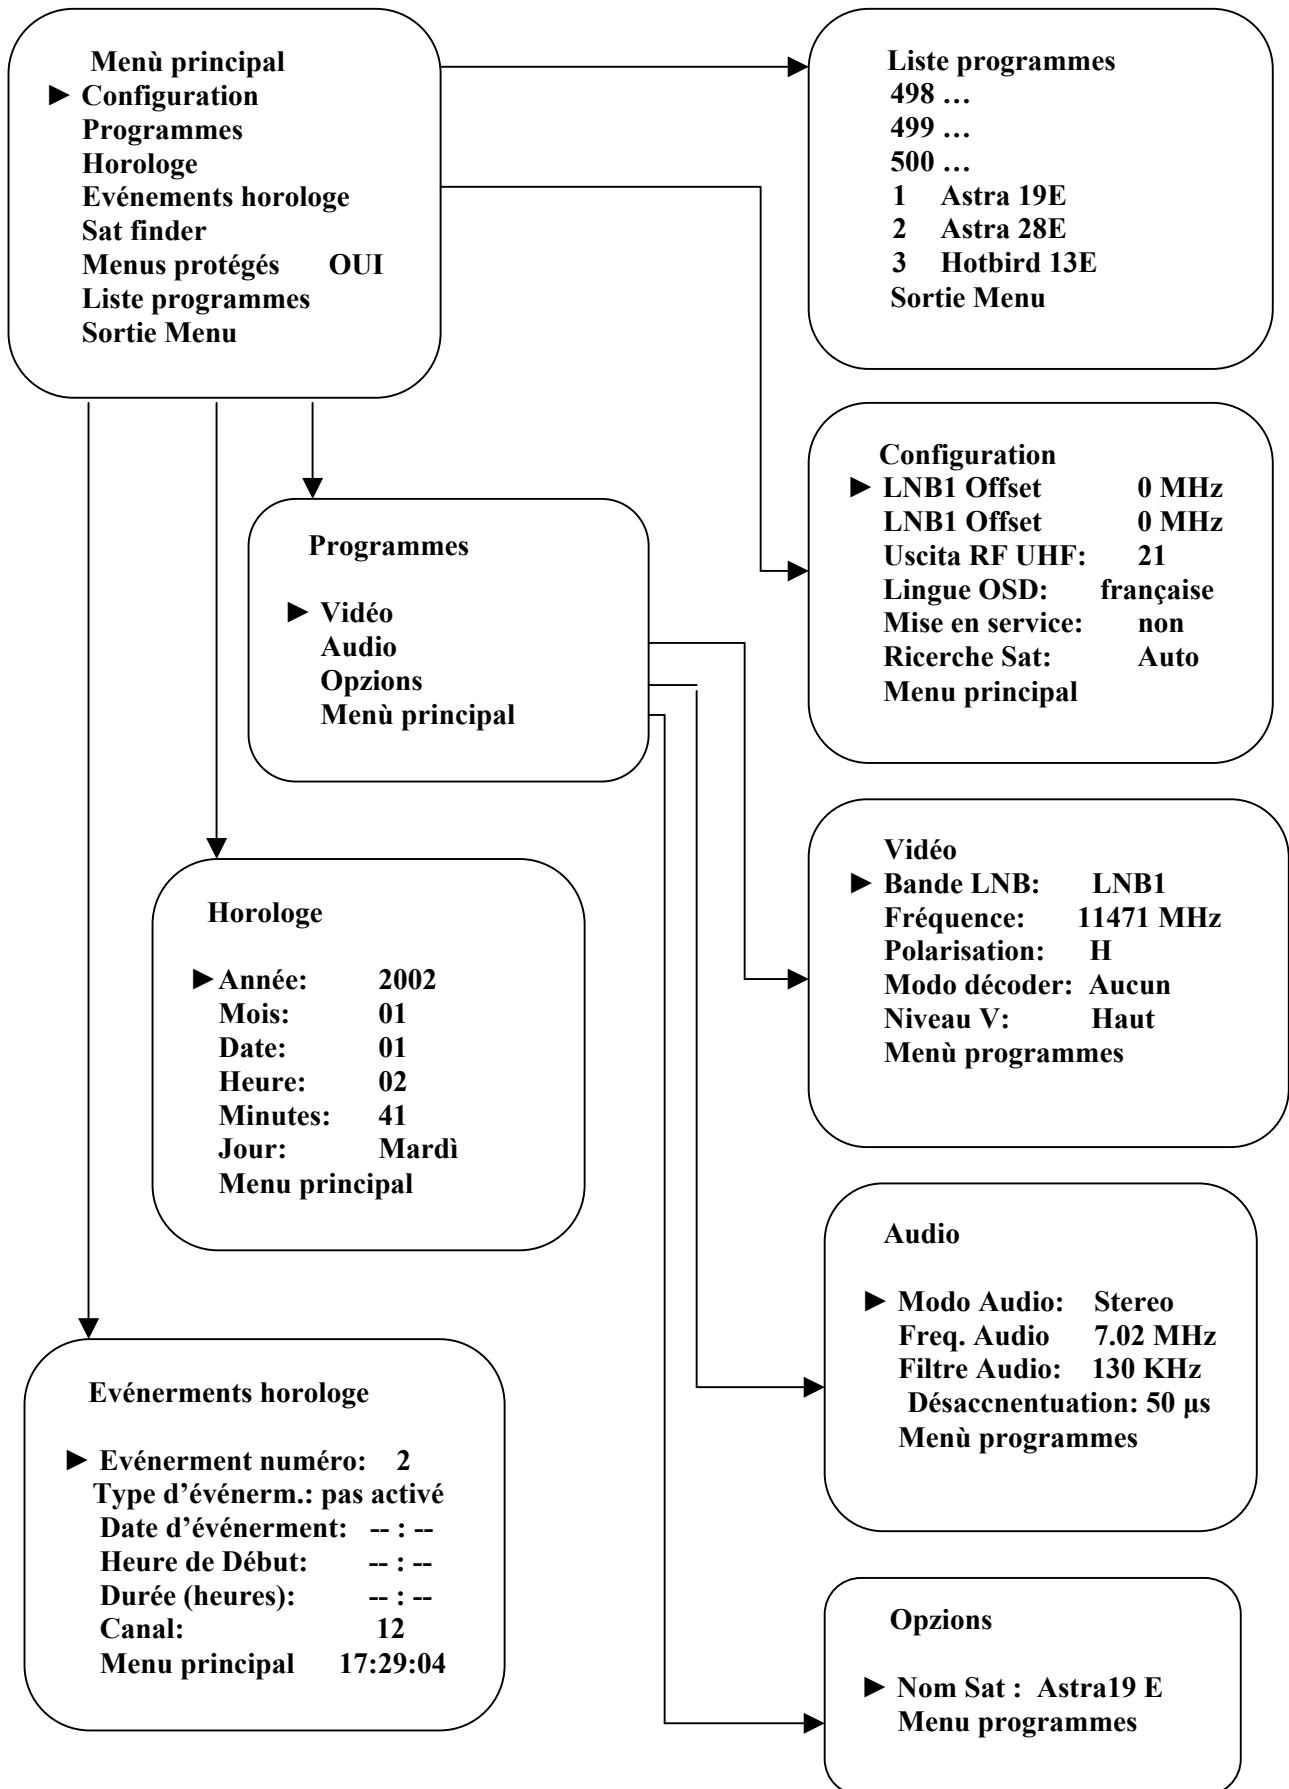 Menù principal
► Configuration
Programmes
Horologe
Evénements horologe
Sat finder
Menus protégés OUI
Liste programmes
Sortie Menu
Liste programmes
498 …
499 …
500 …
1 Astra 19E
2 Astra 28E
3 Hotbird 13E
Sortie Menu
Configuration
► LNB1 Offset 0 MHz
LNB1 Offset 0 MHz
Uscita RF UHF: 21
Lingue OSD: française
Mise en service: non
Ricerche Sat: Auto
Menu principal
Programmes
► Vidéo
Audio
Opzions
Menù principal
Vidéo
► Bande LNB: LNB1
Fréquence: 11471 MHz
Polarisation: H
Modo décoder: Aucun
Niveau V: Haut
Menù programmes
Horologe
► Année: 2002
Mois: 01
Date: 01
Heure: 02
Minutes: 41
Jour: Mardì
Menu principal
Audio
► Modo Audio: Stereo
Freq. Audio 7.02 MHz
Filtre Audio: 130 KHz
Désaccnentuation: 50 µs
Menù programmes
Evénerments horologe
► Evénerment numéro: 2
Type d’événerm.: pas activé
Date d’événerment: -- : --
Heure de Début: -- : --
Durée (heures): -- : --
Canal: 12
Menu principal 17:29:04
Opzions
► Nom Sat : Astra19 E
Menu programmes